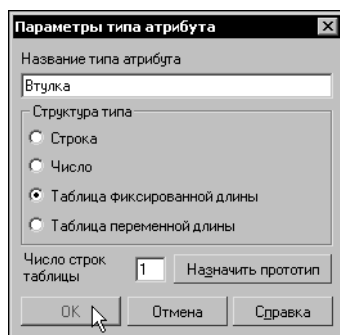 Параметры типа атрибута
Название типа атрибута
Втулка
Структура типа
Строка
Число
Таблица фиксированной длины
Таблица переменной длины
Число строк
таблицы
1
Назначить прототип
OK
Отмена
Справка